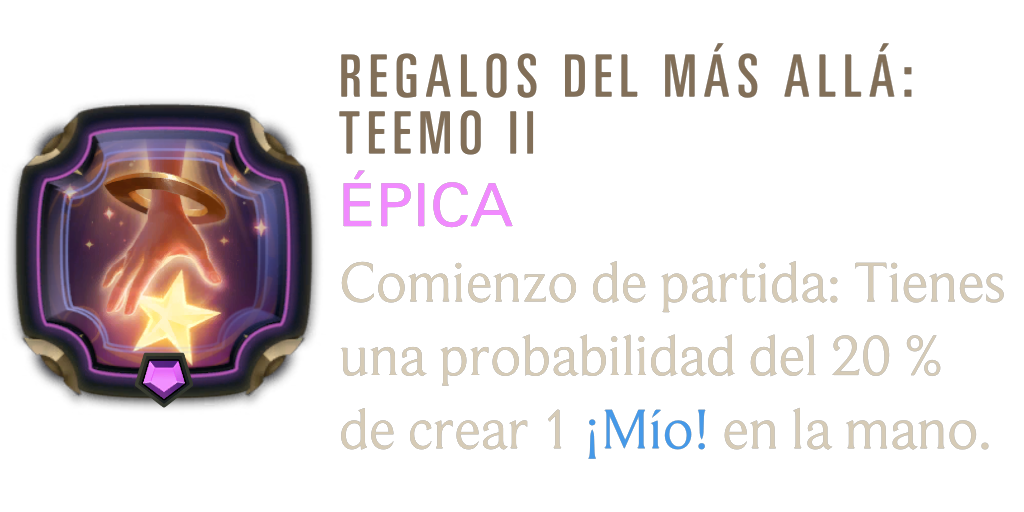 REGALOS DEL MÁS ALLÁ:
TEEMO II
ÉPICA
Comienzo de partida: Tienes
una probabilidad del 20 %
de crear 1 ¡Mío! en la mano.